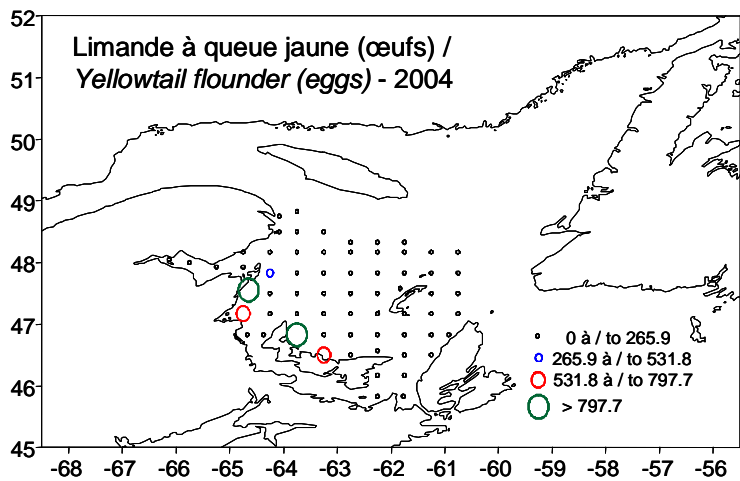 Limande à queue jaune (œufs) /
Yellowtail flounder (eggs) - 2004
52
51
50
49
48
47
46
45
0 à / to 265.9
265.9 à / to 531.8
531.8 à / to 797.7
> 797.7
-68 -67 -66 -65 -64 -63 -62 -61 -60 -59 -58 -57 -56